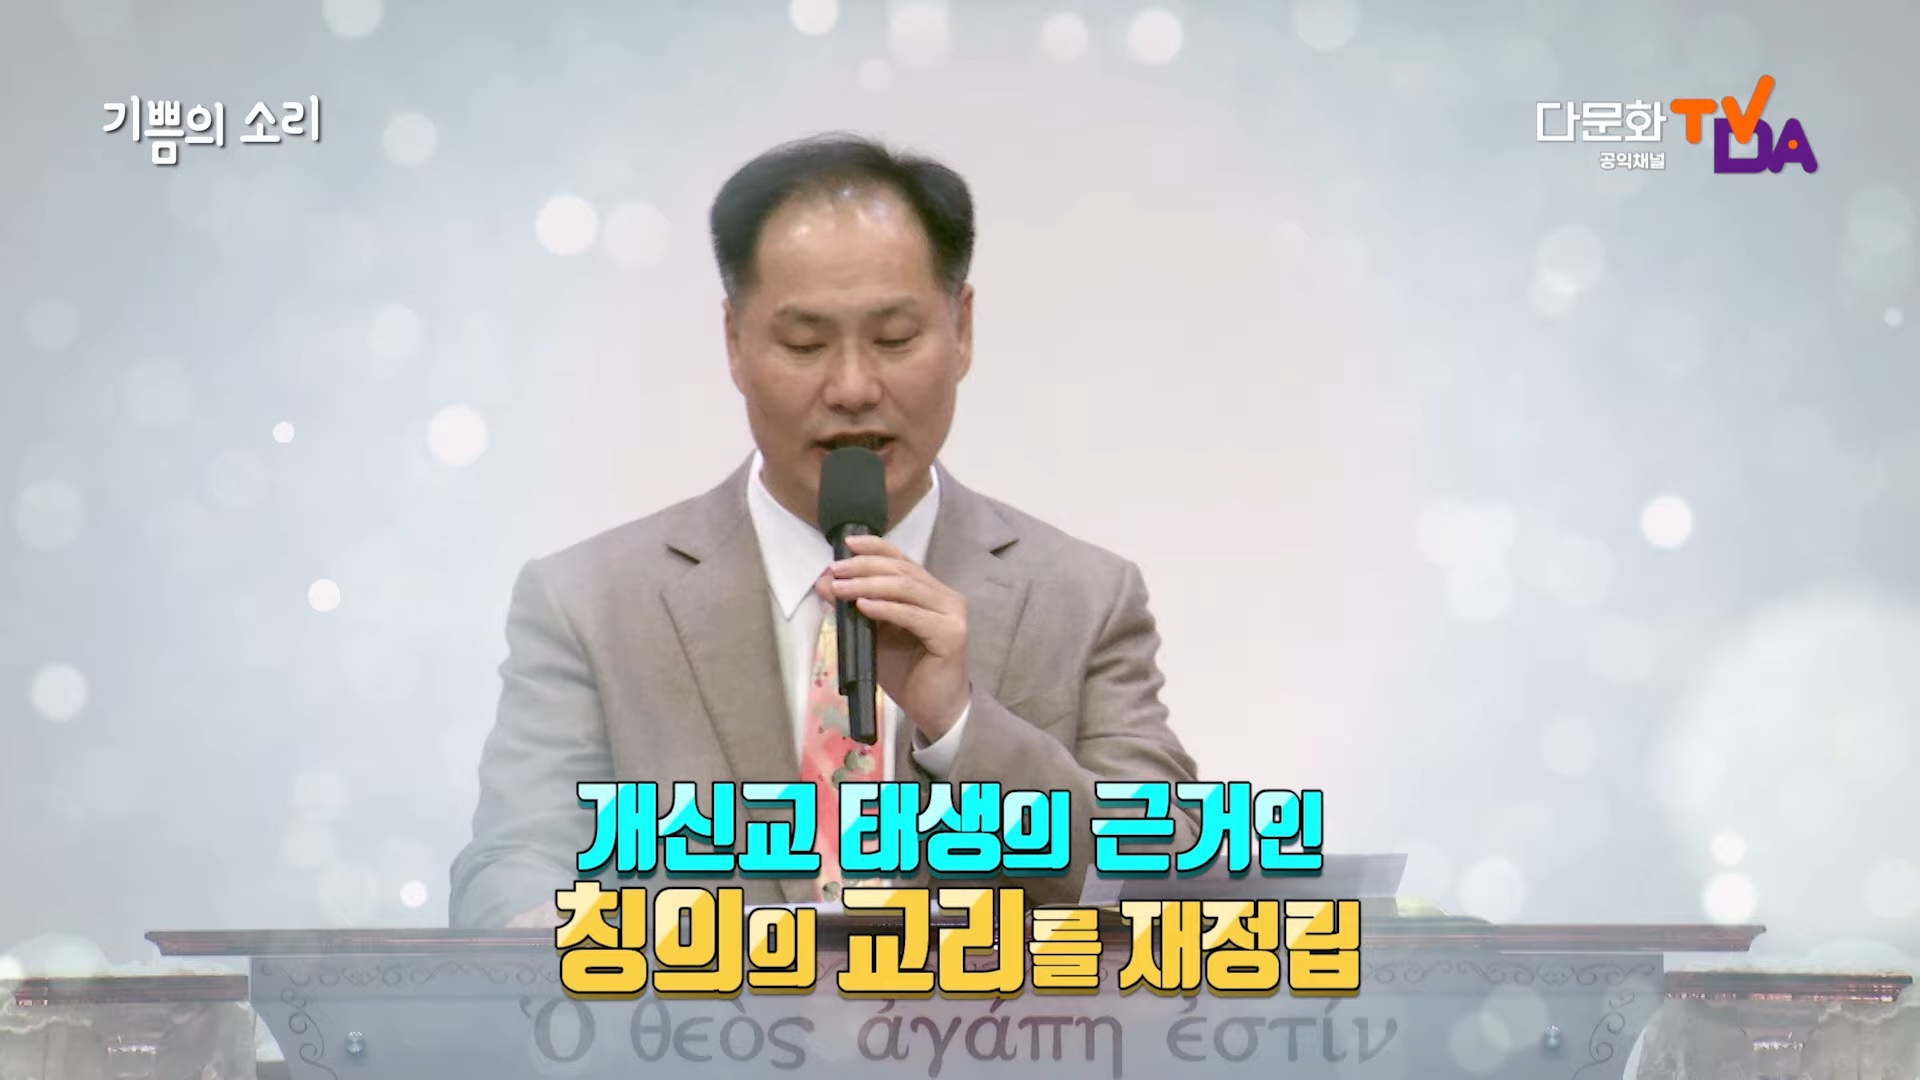 기쁨의 소리
다문화 TV DA
공익채널
개신교 태생의 근거인
칭의의 교리를 재정립
Ὁ θεὸς ἀγάπη ἐστίν